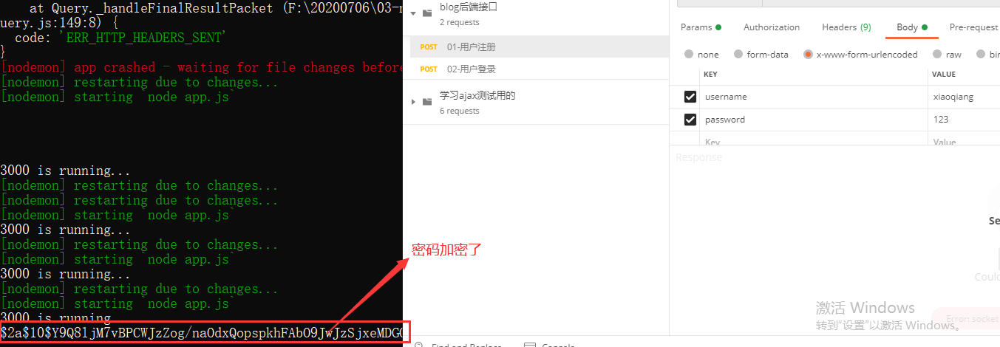 at Query._handleFinalResultPacket (F:\20200706\03-
uery.js:149:8) {
code: 'ERR_HTTP_HEADERS_SENT'
}
[nodemon] app crashed - waiting for file changes before
[nodemon] restarting due to changes...
[nodemon] starting `node app.js`
3000 is running...
[nodemon] restarting due to changes...
[nodemon] restarting due to changes...
[nodemon] starting `node app.js`
3000 is running...
[nodemon] restarting due to changes...
[nodemon] starting `node app.js`
3000 is running...
[nodemon] restarting due to changes...
[nodemon] starting `node app.js`
3000 is running
$2a$10$Y9Q8ljM7vBPCWJzZog/naOdxQopspkhFAbO9JwJzSjxeMDG
blog后端接口
2 requests
POST 01-用户注册
POST 02-用户登录
学习ajax测试用的
6 requests
密码加密了
Params Authorization Headers (9) Body Pre-request
none form-data x-www-form-urlencoded raw bin
KEY VALUE
username xiaoqiang
password 123
Key Value
Response
Se
Coul
激活 Windows
转到"设置"以激活 Windows。
Error: socket
Find and Replace Console